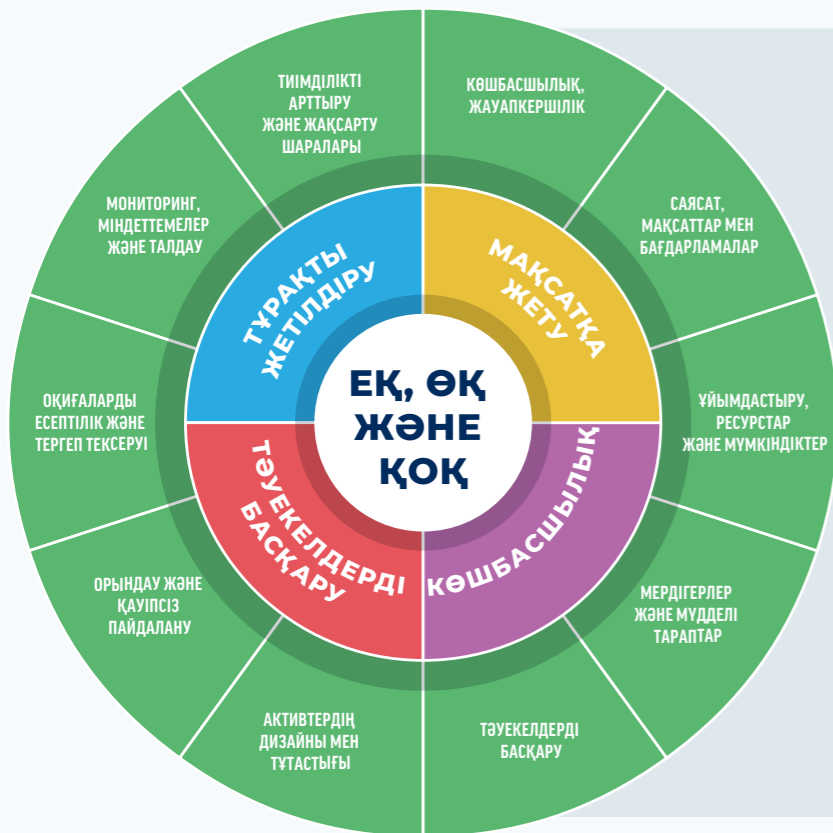 ТИІМДІЛІКТІ
АРТТЫРУ
ЖӘНЕ ЖАҚСАРТУ
ШАРАЛАРЫ
КӨШБАСШЫЛЫҚ,
ЖАУАПКЕРШІЛІК
САЯСАТ,
МАҚСАТТАР МЕН
БАҒДАРЛАМАЛАР
ҰЙЫМДАСТЫРУ,
РЕСУРСТАР
ЖӘНЕ МҮМКІНДІКТЕР
МЕРДІГЕРЛЕР
ЖӘНЕ МҮДДЕЛІ
ТАРАПТАР
ТӘУЕКЕЛДЕРДІ
БАСҚАРУ
АКТИВТЕРДІҢ
ДИЗАЙНЫ МЕН
ТҰТАСТЫҒЫ
ОРЫНДАУ ЖӘНЕ
ҚАУІПСІЗ
ПАЙДАЛАНУ
ОҚИҒАЛАРДЫ
ЕСЕПТІЛІК ЖӘНЕ
ТЕРГЕП ТЕКСЕРУІ
МОНИТОРИНГ,
МІНДЕТТЕМЕЛЕР
ЖӘНЕ ТАЛДАУ
ТҰРАҚТЫ
ЖЕТІЛДІРУ
МАҚСАТҚА
ЖЕТУ
КӨШБАСШЫЛЫҚ
ТӘУЕКЕЛДЕРДІ
БАСҚАРУ
ЕҚ, ӨҚ
ЖӘНЕ
ҚОҚ